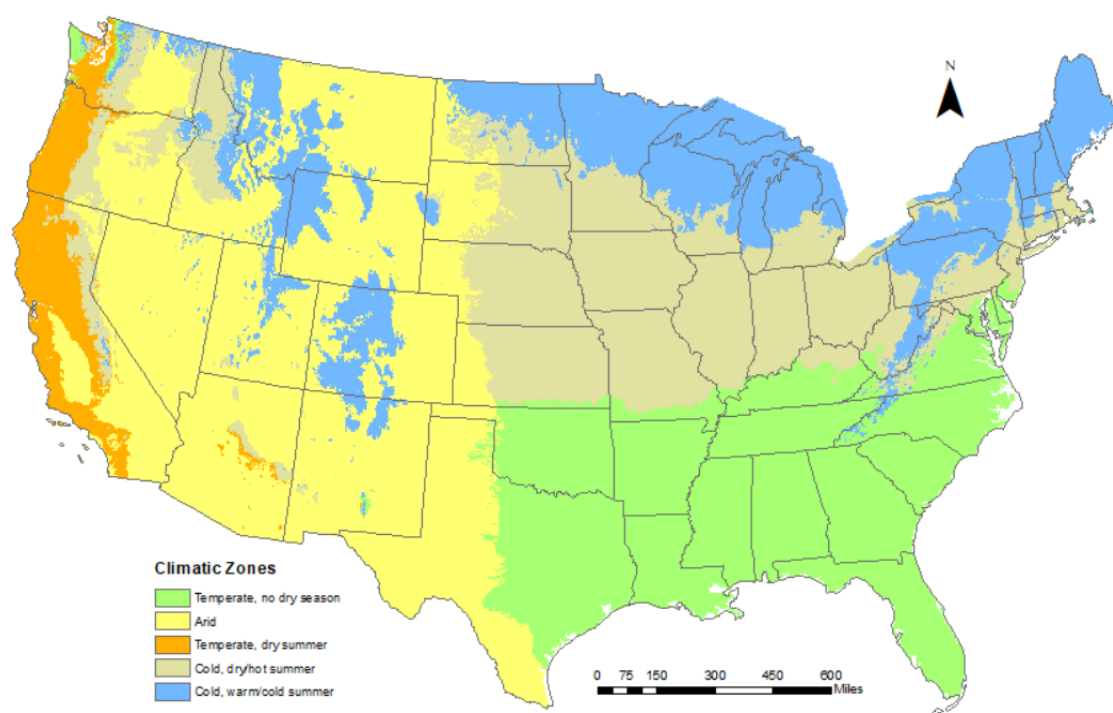 N
Climatic Zones
Temperate, no dry season
Arid
Temperate, dry summer
Cold, dry/hot summer
Cold, warm/cold summer
0 75 150 300 450 600
Miles